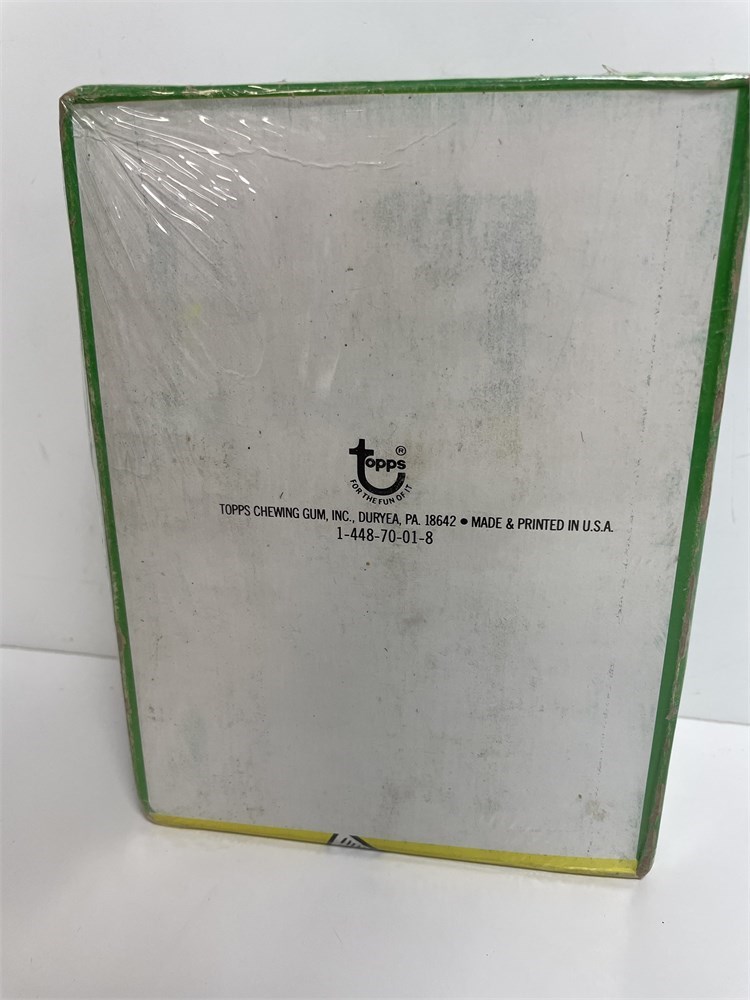 topps®
FOR THE FUN OF IT
TOPPS CHEWING GUM, INC., DURYEA, PA. 18642 • MADE & PRINTED IN U.S.A.
1-448-70-01-8